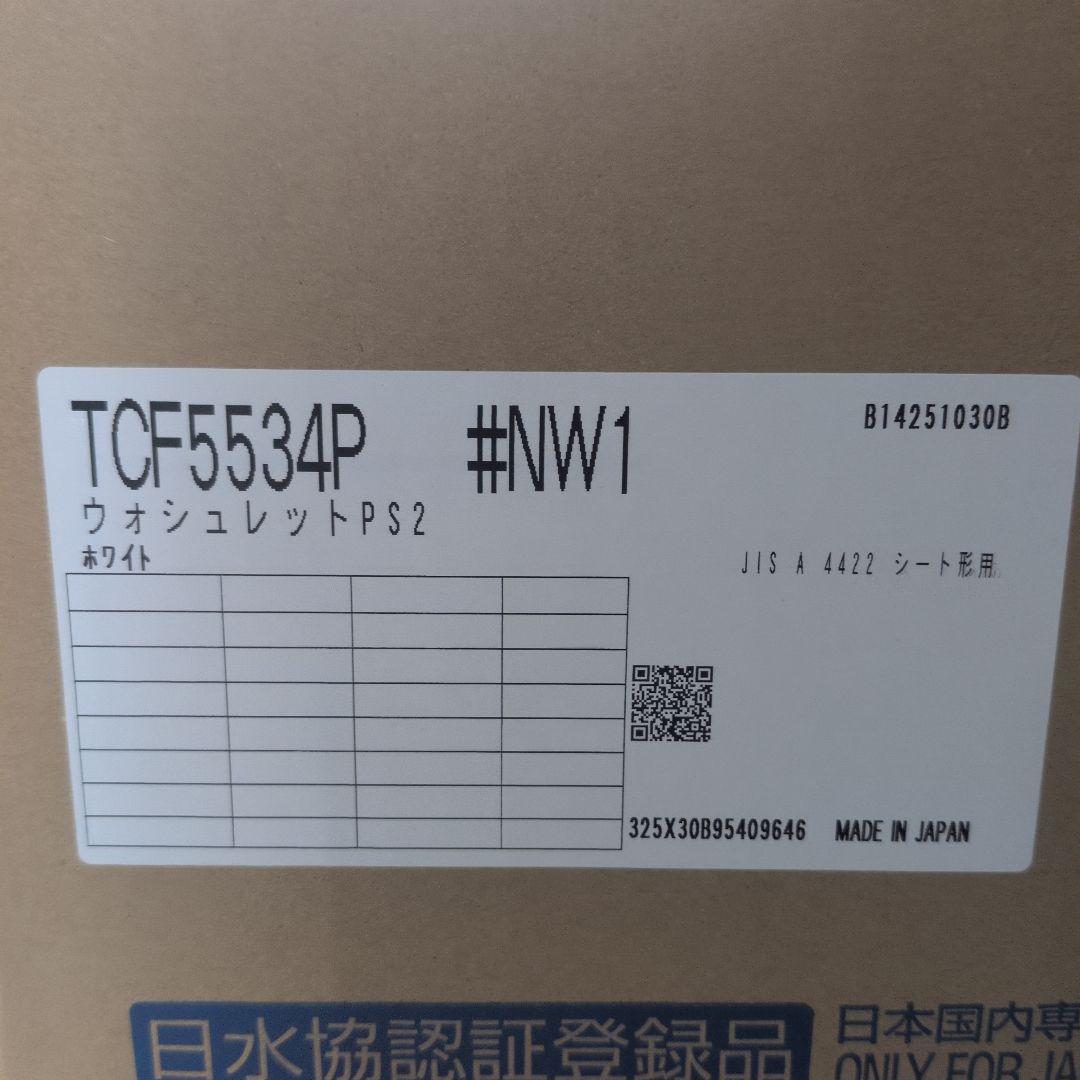 TCF5534P #NW1
B14251030B
ウォシュレットPS2
ホワイト
JIS A 4422 シート形用
325X30B95409646 MADE IN JAPAN
日水協認証登録品
日本国内専
ONLY FOR JA